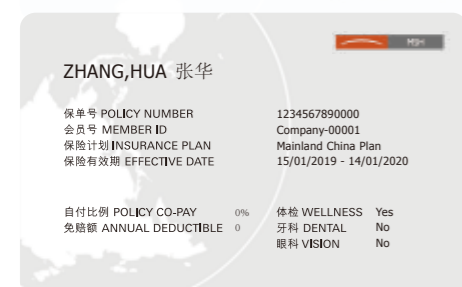 MSH
ZHANG,HUA 张华
保单号 POLICY NUMBER 1234567890000
会员号 MEMBER ID Company-00001
保险计划 INSURANCE PLAN Mainland China Plan
保险有效期 EFFECTIVE DATE 15/01/2019 - 14/01/2020
自付比例 POLICY CO-PAY 0% 体检 WELLNESS Yes
免赔额 ANNUAL DEDUCTIBLE 0 牙科 DENTAL No
眼科 VISION No